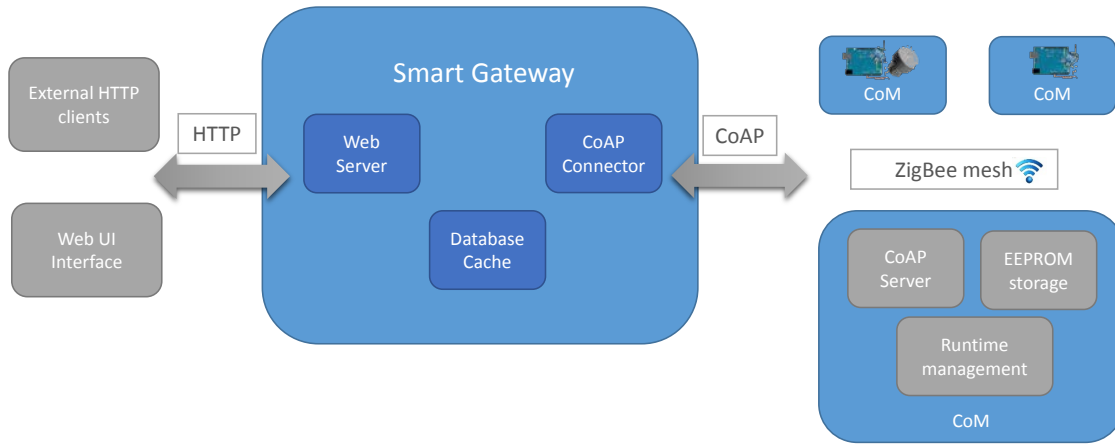 External HTTP
clients
Web UI
Interface
HTTP
Smart Gateway
Web
Server
CoAP
Connector
Database
Cache
CoAP
CoM
CoM
ZigBee mesh
CoAP
Server
EEPROM
storage
Runtime
management
CoM